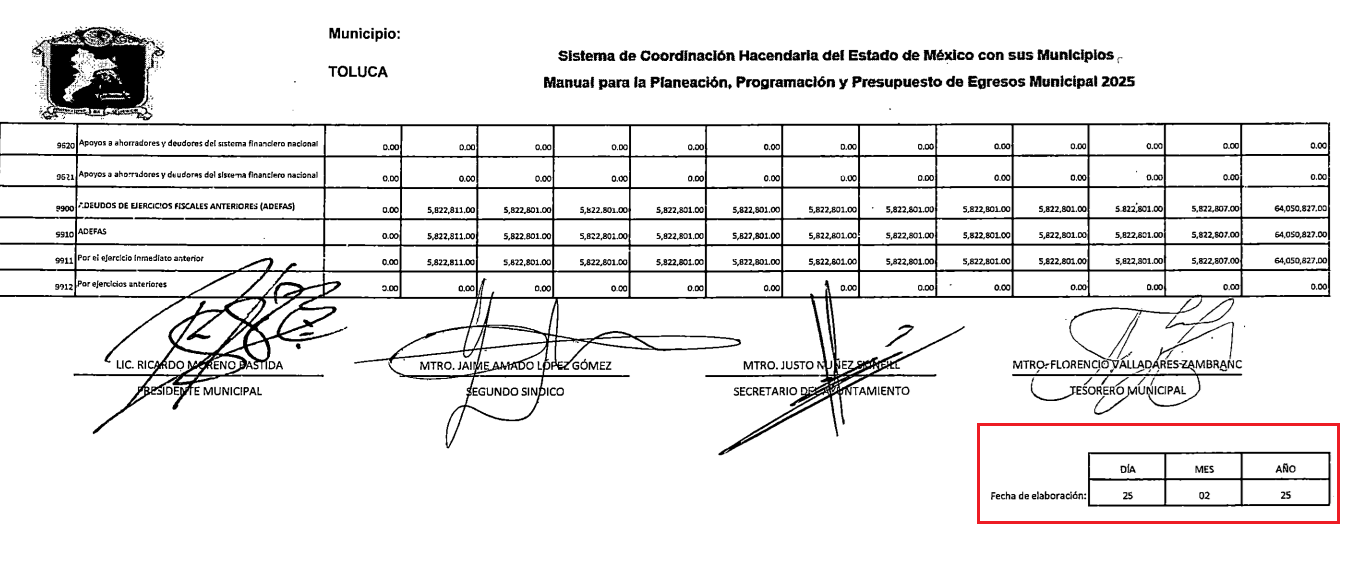 Municipio:
TOLUCA
Sistema de Coordinación Hacendaria del Estado de México con sus Municipios
Manual para la Planeación, Programación y Presupuesto de Egresos Municipal 2025
9620 Apoyos a ahorradores y deudores del sistema financiero nacional 0.00 0.00 0.00 0.00 0.00 0.00 0.00 0.00 0.00 0.00 0.00 0.00 0.00
9621 Apoyos a ahorradores y deudores del sistema financiero nacional 0.00 0.00 0.00 0.00 0.00 0.00 0.00 0.00 0.00 0.00 0.00 0.00 0.00
9900 ADEUDOS DE EJERCICIOS FISCALES ANTERIORES (ADEFAS) 0.00 5,822,811.00 5,822,801.00 5,822,801.00 5,822,801.00 5,822,801.00 5,822,801.00 5,822,801.00 5,822,801.00 5,822,801.00 5,822,801.00 5,822,807.00 64,050,827.00
9910 ADEFAS 0.00 5,822,811.00 5,822,801.00 5,822,801.00 5,822,801.00 5,827,801.00 5,822,801.00 5,822,801.00 5,822,801.00 5,822,801.00 5,822,801.00 5,822,807.00 64,050,827.00
9911 Por el ejercicio inmediato anterior 0.00 5,822,811.00 5,822,801.00 5,822,801.00 5,822,801.00 5,822,801.00 5,822,801.00 5,822,801.00 5,822,801.00 5,822,801.00 5,822,801.00 5,822,807.00 64,050,827.00
9912 Por ejercicios anteriores 0.00 0.00 0.00 0.00 0.00 0.00 0.00 0.00 0.00 0.00 0.00 0.00 0.00
LIC. RICARDO MORENO BASTIDA
PRESIDENTE MUNICIPAL
MTRO. JAIME AMADO LÓPEZ GÓMEZ
SEGUNDO SINDICO
MTRO. JUSTO NUÑEZ
SECRETARIO DEL AYUNTAMIENTO
MTRO. FLORENCIO VALLADARES ZAMBRANC
TESORERO MUNICIPAL
DÍA MES AÑO
Fecha de elaboración: 25 02 25